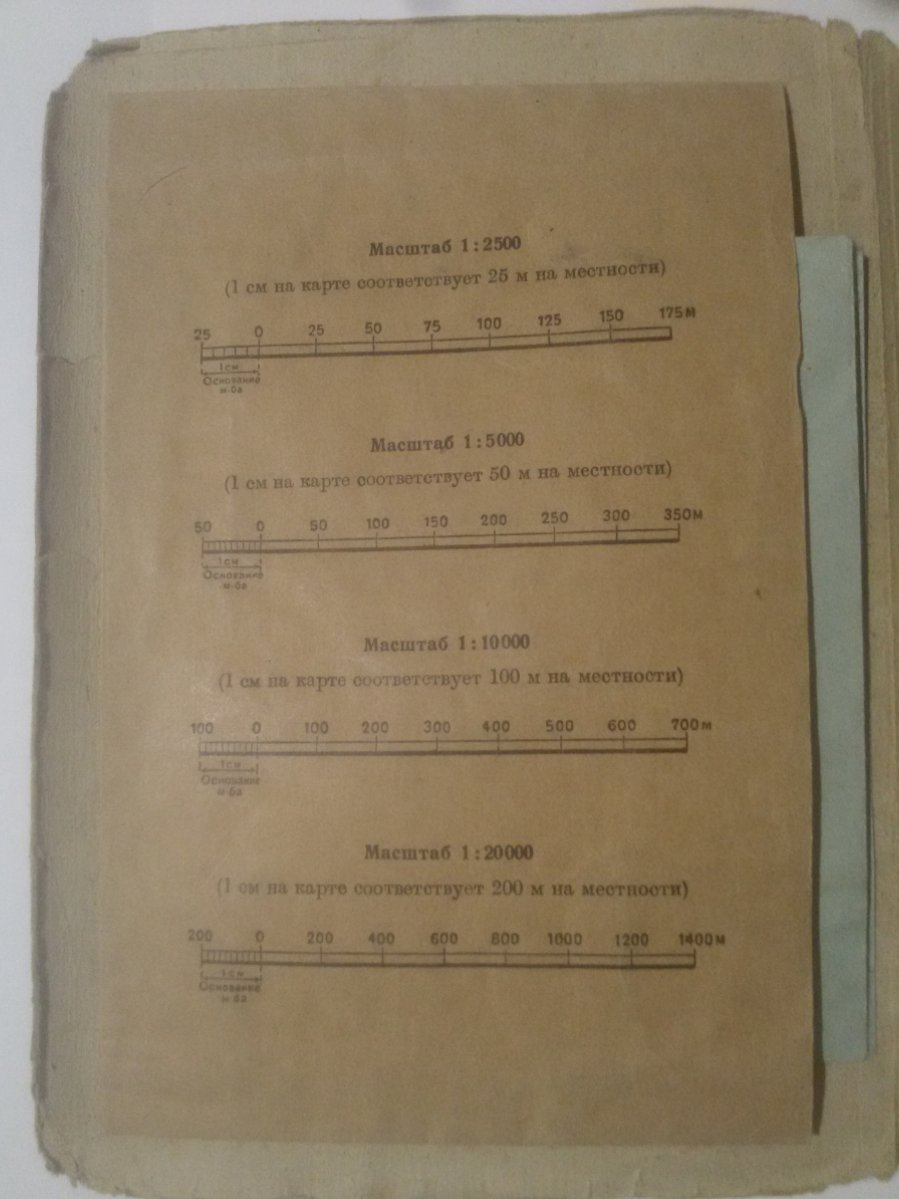 Масштаб 1:2500
(1 см на карте соответствует 25 м на местности)
25 0 25 50 75 100 125 150 175м
1см
Основание
м-ба
Масштаб 1:5000
(1 см на карте соответствует 50 м на местности)
50 0 50 100 150 200 250 300 350м
1см
Основание
м-ба
Масштаб 1:10000
(1 см на карте соответствует 100 м на местности)
100 0 100 200 300 400 500 600 700м
1см
Основание
м-ба
Масштаб 1:20000
(1 см на карте соответствует 200 м на местности)
200 0 200 400 600 800 1000 1200 1400м
1см
Основание
м-ба